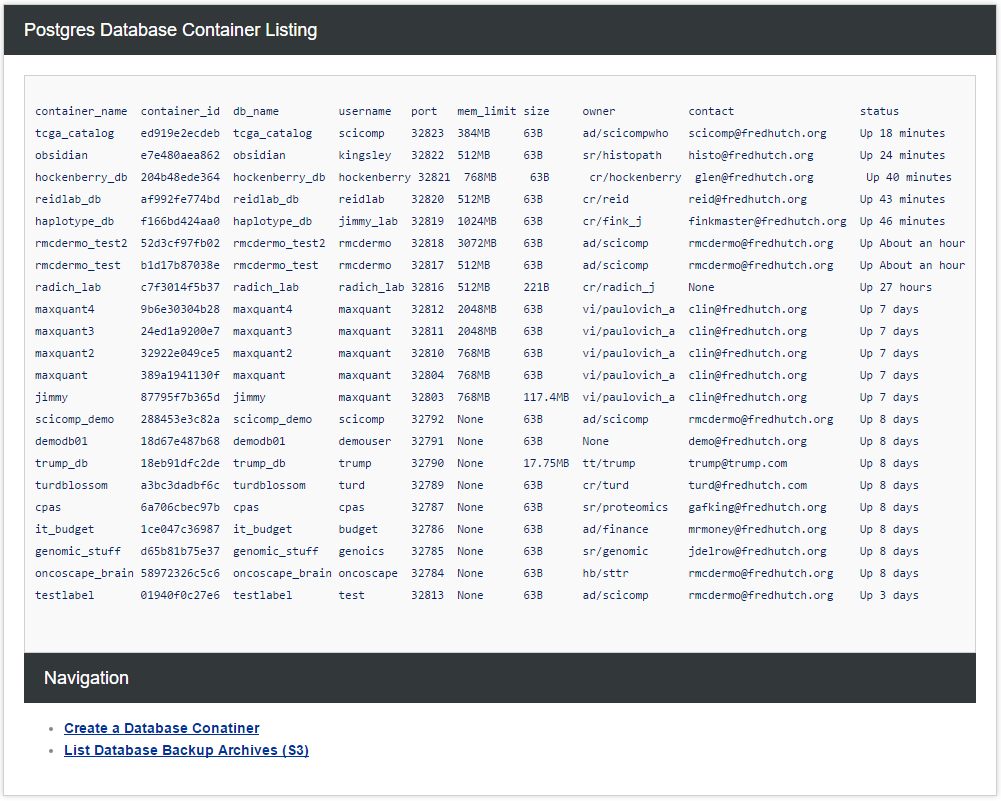 Postgres Database Container Listing
container_name container_id db_name username port mem_limit size owner contact status
tcga_catalog ed919e2ecdeb tcga_catalog scicomp 32823 384MB 63B ad/scicompwho scicomp@fredhutch.org Up 18 minutes
obsidian e7e480aea862 obsidian kingsley 32822 512MB 63B sr/histopath histo@fredhutch.org Up 24 minutes
hockenberry_db 204b48ede364 hockenberry_db hockenberry 32821 768MB 63B cr/hockenberry glen@fredhutch.org Up 40 minutes
reidlab_db af992fe774bd reidlab_db reidlab 32820 512MB 63B cr/reid reid@fredhutch.org Up 43 minutes
haplotype_db f166bd424aa0 haplotype_db jimmy_lab 32819 1024MB 63B cr/fink_j finkmaster@fredhutch.org Up 46 minutes
rmcdermo_test2 52d3cf97fb02 rmcdermo_test2 rmcdermo 32818 3072MB 63B ad/scicomp rmcdermo@fredhutch.org Up About an hour
rmcdermo_test b1d17b87038e rmcdermo_test rmcdermo 32817 512MB 63B ad/scicomp rmcdermo@fredhutch.org Up About an hour
radich_lab c7f3014f5b37 radich_lab radich_lab 32816 512MB 221B cr/radich_j None Up 27 hours
maxquant4 9b6e30304b28 maxquant4 maxquant 32812 2048MB 63B vi/paulovich_a clin@fredhutch.org Up 7 days
maxquant3 24ed1a9200e7 maxquant3 maxquant 32811 2048MB 63B vi/paulovich_a clin@fredhutch.org Up 7 days
maxquant2 32922e049ce5 maxquant2 maxquant 32810 768MB 63B vi/paulovich_a clin@fredhutch.org Up 7 days
maxquant 389a1941130f maxquant maxquant 32804 768MB 63B vi/paulovich_a clin@fredhutch.org Up 7 days
jimmy 87795f7b365d jimmy maxquant 32803 768MB 117.4MB vi/paulovich_a clin@fredhutch.org Up 7 days
scicomp_demo 288453e3c82a scicomp_demo scicomp 32792 None 63B ad/scicomp rmcdermo@fredhutch.org Up 8 days
demodb01 18d67e487b68 demodb01 demouser 32791 None 63B None demo@fredhutch.org Up 8 days
trump_db 18eb91dfc2de trump_db trump 32790 None 17.75MB tt/trump trump@trump.com Up 8 days
turdblossom a3bc3dadbf6c turdblossom turd 32789 None 63B cr/turd turd@fredhutch.com Up 8 days
cpas 6a706cbec97b cpas cpas 32787 None 63B sr/proteomics gafking@fredhutch.org Up 8 days
it_budget 1ce047c36987 it_budget budget 32786 None 63B ad/finance mrmoney@fredhutch.org Up 8 days
genomic_stuff d65b81b75e37 genomic_stuff genoics 32785 None 63B sr/genomic jdelrow@fredhutch.org Up 8 days
oncoscape_brain 58972326c5c6 oncoscape_brain oncoscape 32784 None 63B hb/sttr rmcdermo@fredhutch.org Up 8 days
testlabel 01940f0c27e6 testlabel test 32813 None 63B ad/scicomp rmcdermo@fredhutch.org Up 3 days
Navigation
Create a Database Conatiner
List Database Backup Archives (S3)